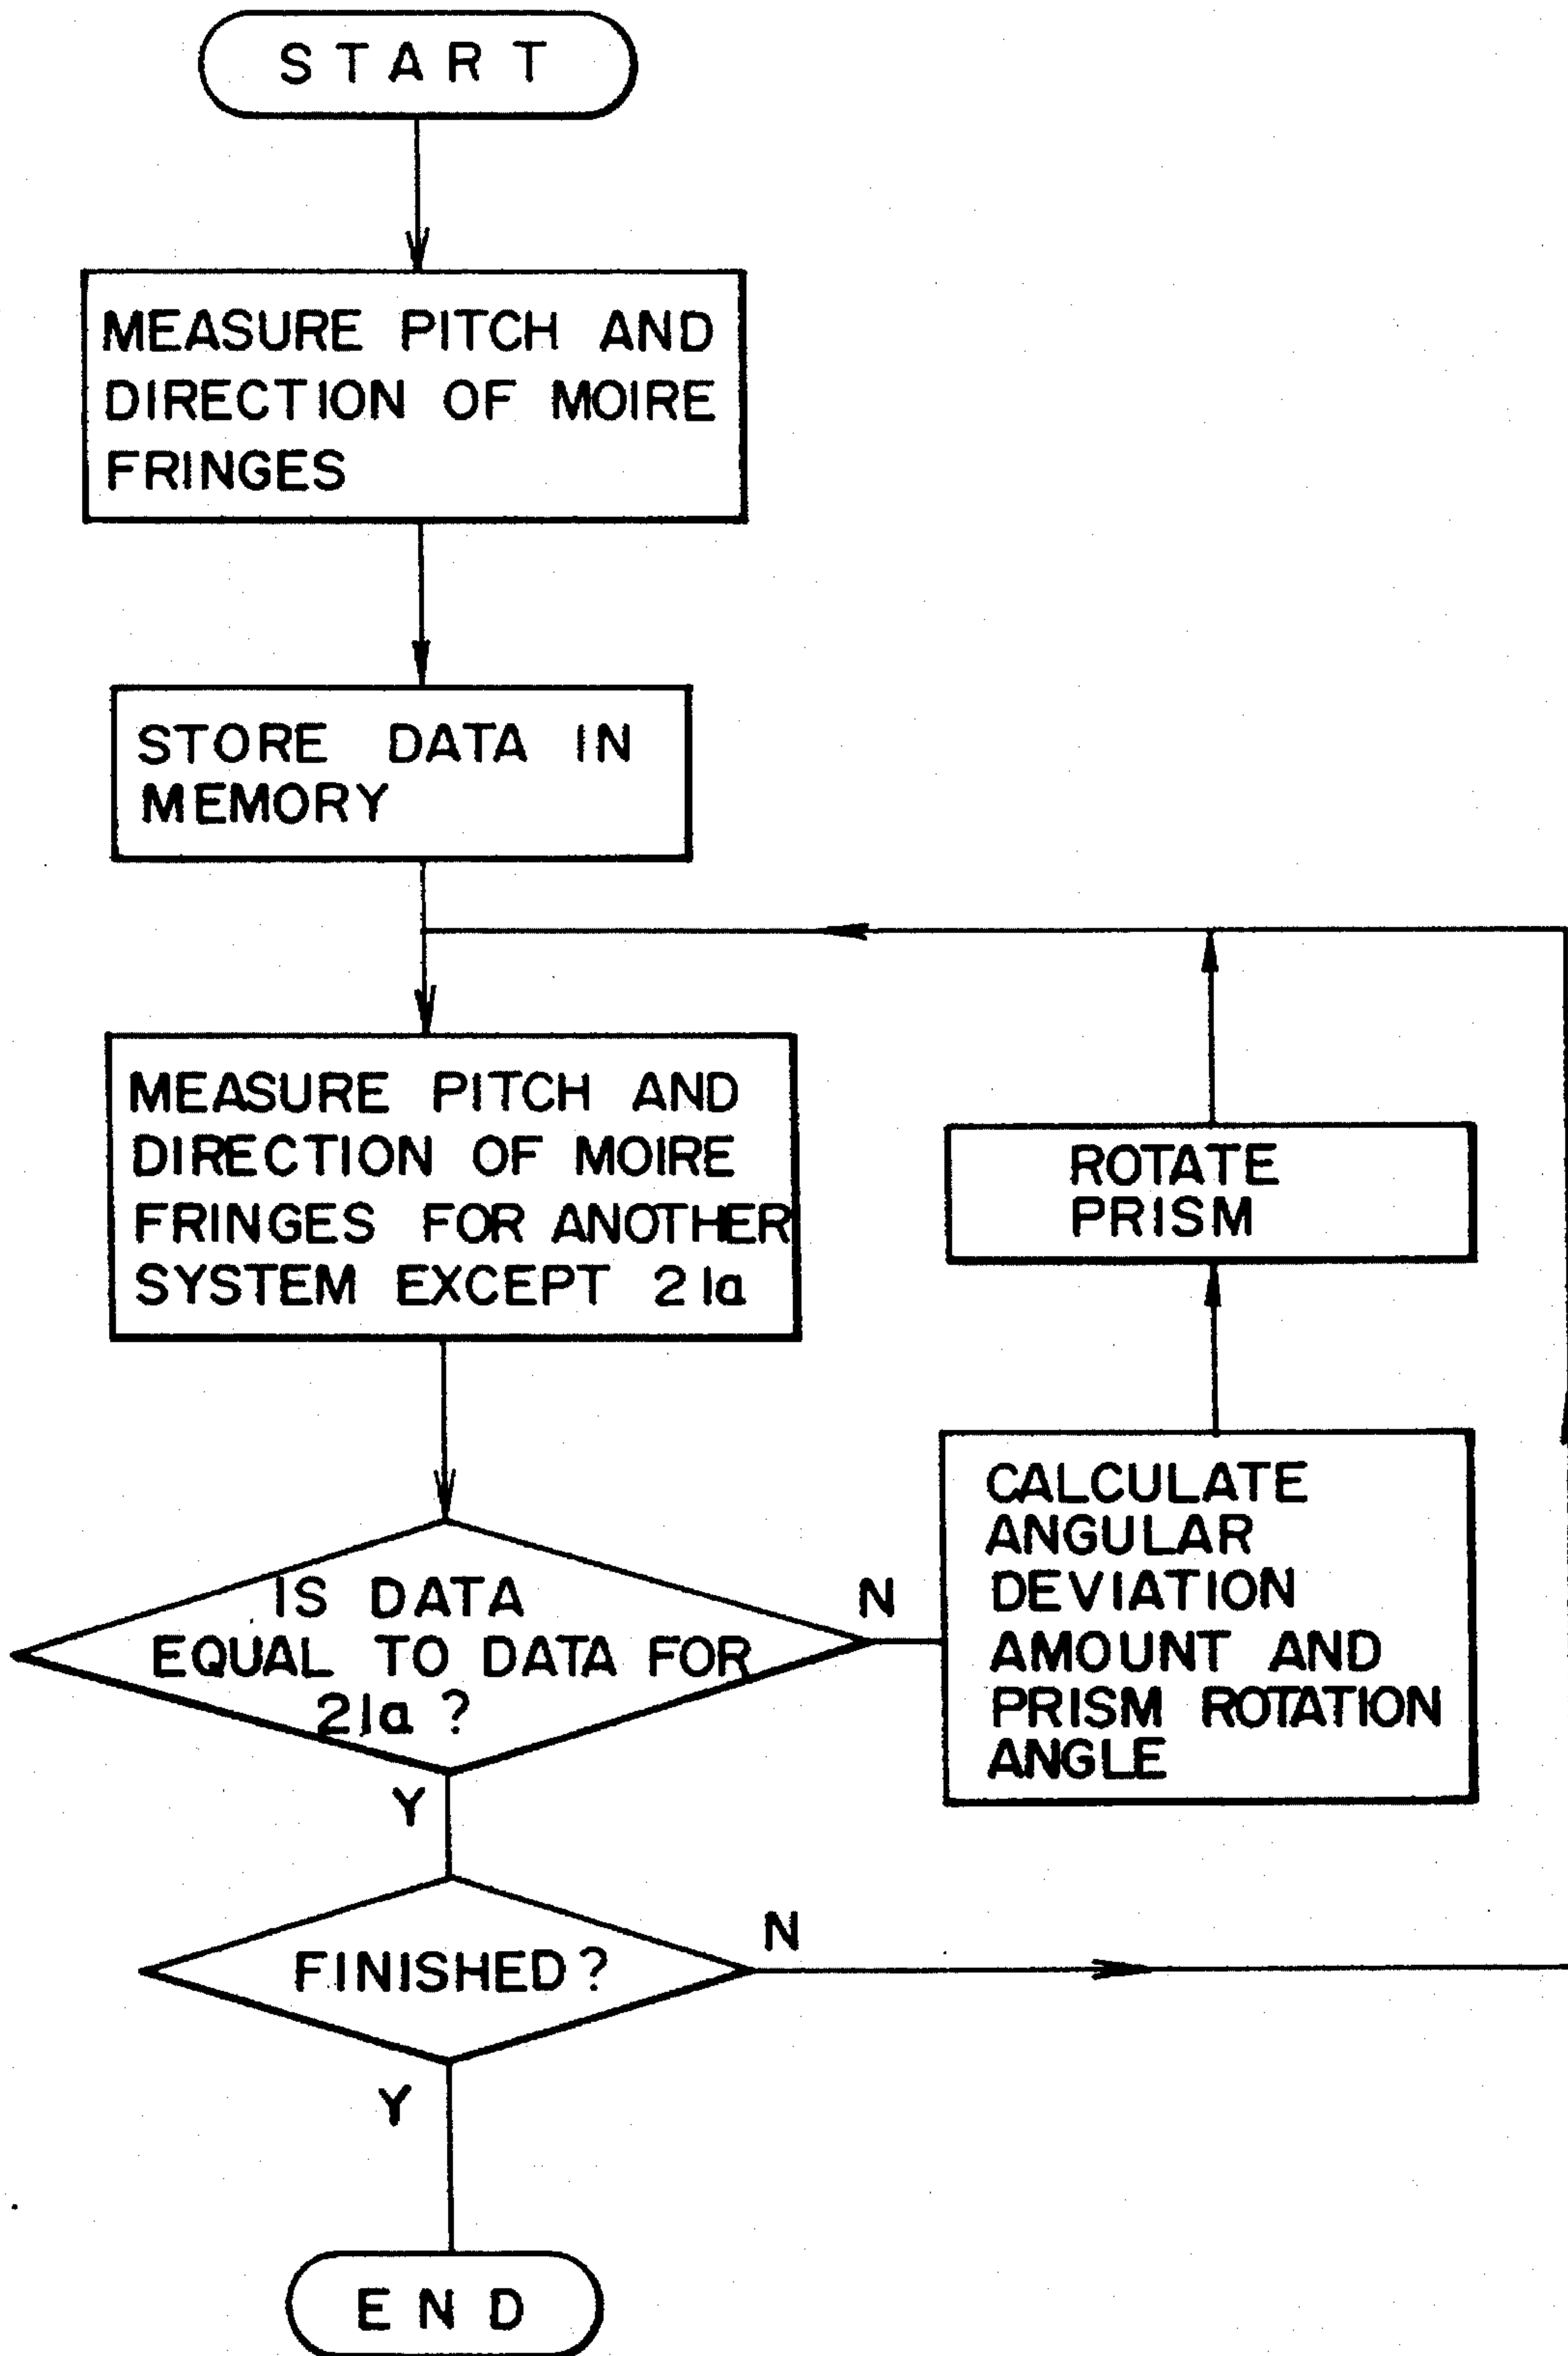 START
MEASURE PITCH AND
DIRECTION OF MOIRE
FRINGES
STORE DATA IN
MEMORY
MEASURE PITCH AND
DIRECTION OF MOIRE
FRINGES FOR ANOTHER
SYSTEM EXCEPT 21a
ROTATE
PRISM
IS DATA
EQUAL TO DATA FOR
21a ?
N
CALCULATE
ANGULAR
DEVIATION
AMOUNT AND
PRISM ROTATION
ANGLE
Y
FINISHED ?
N
Y
END